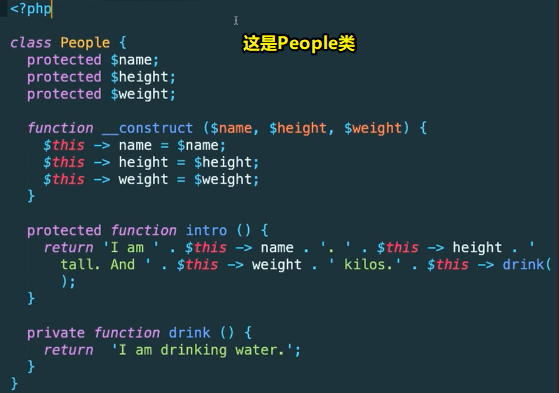 <?php
这是People类
class People {
protected $name;
protected $height;
protected $weight;
function __construct ($name, $height, $weight) {
$this -> name = $name;
$this -> height = $height;
$this -> weight = $weight;
}
protected function intro () {
return 'I am ' . $this -> name . '. ' . $this -> height . '
tall. And ' . $this -> weight . ' kilos.' . $this -> drink(
);
}
private function drink () {
return  'I am drinking water.';
}
}